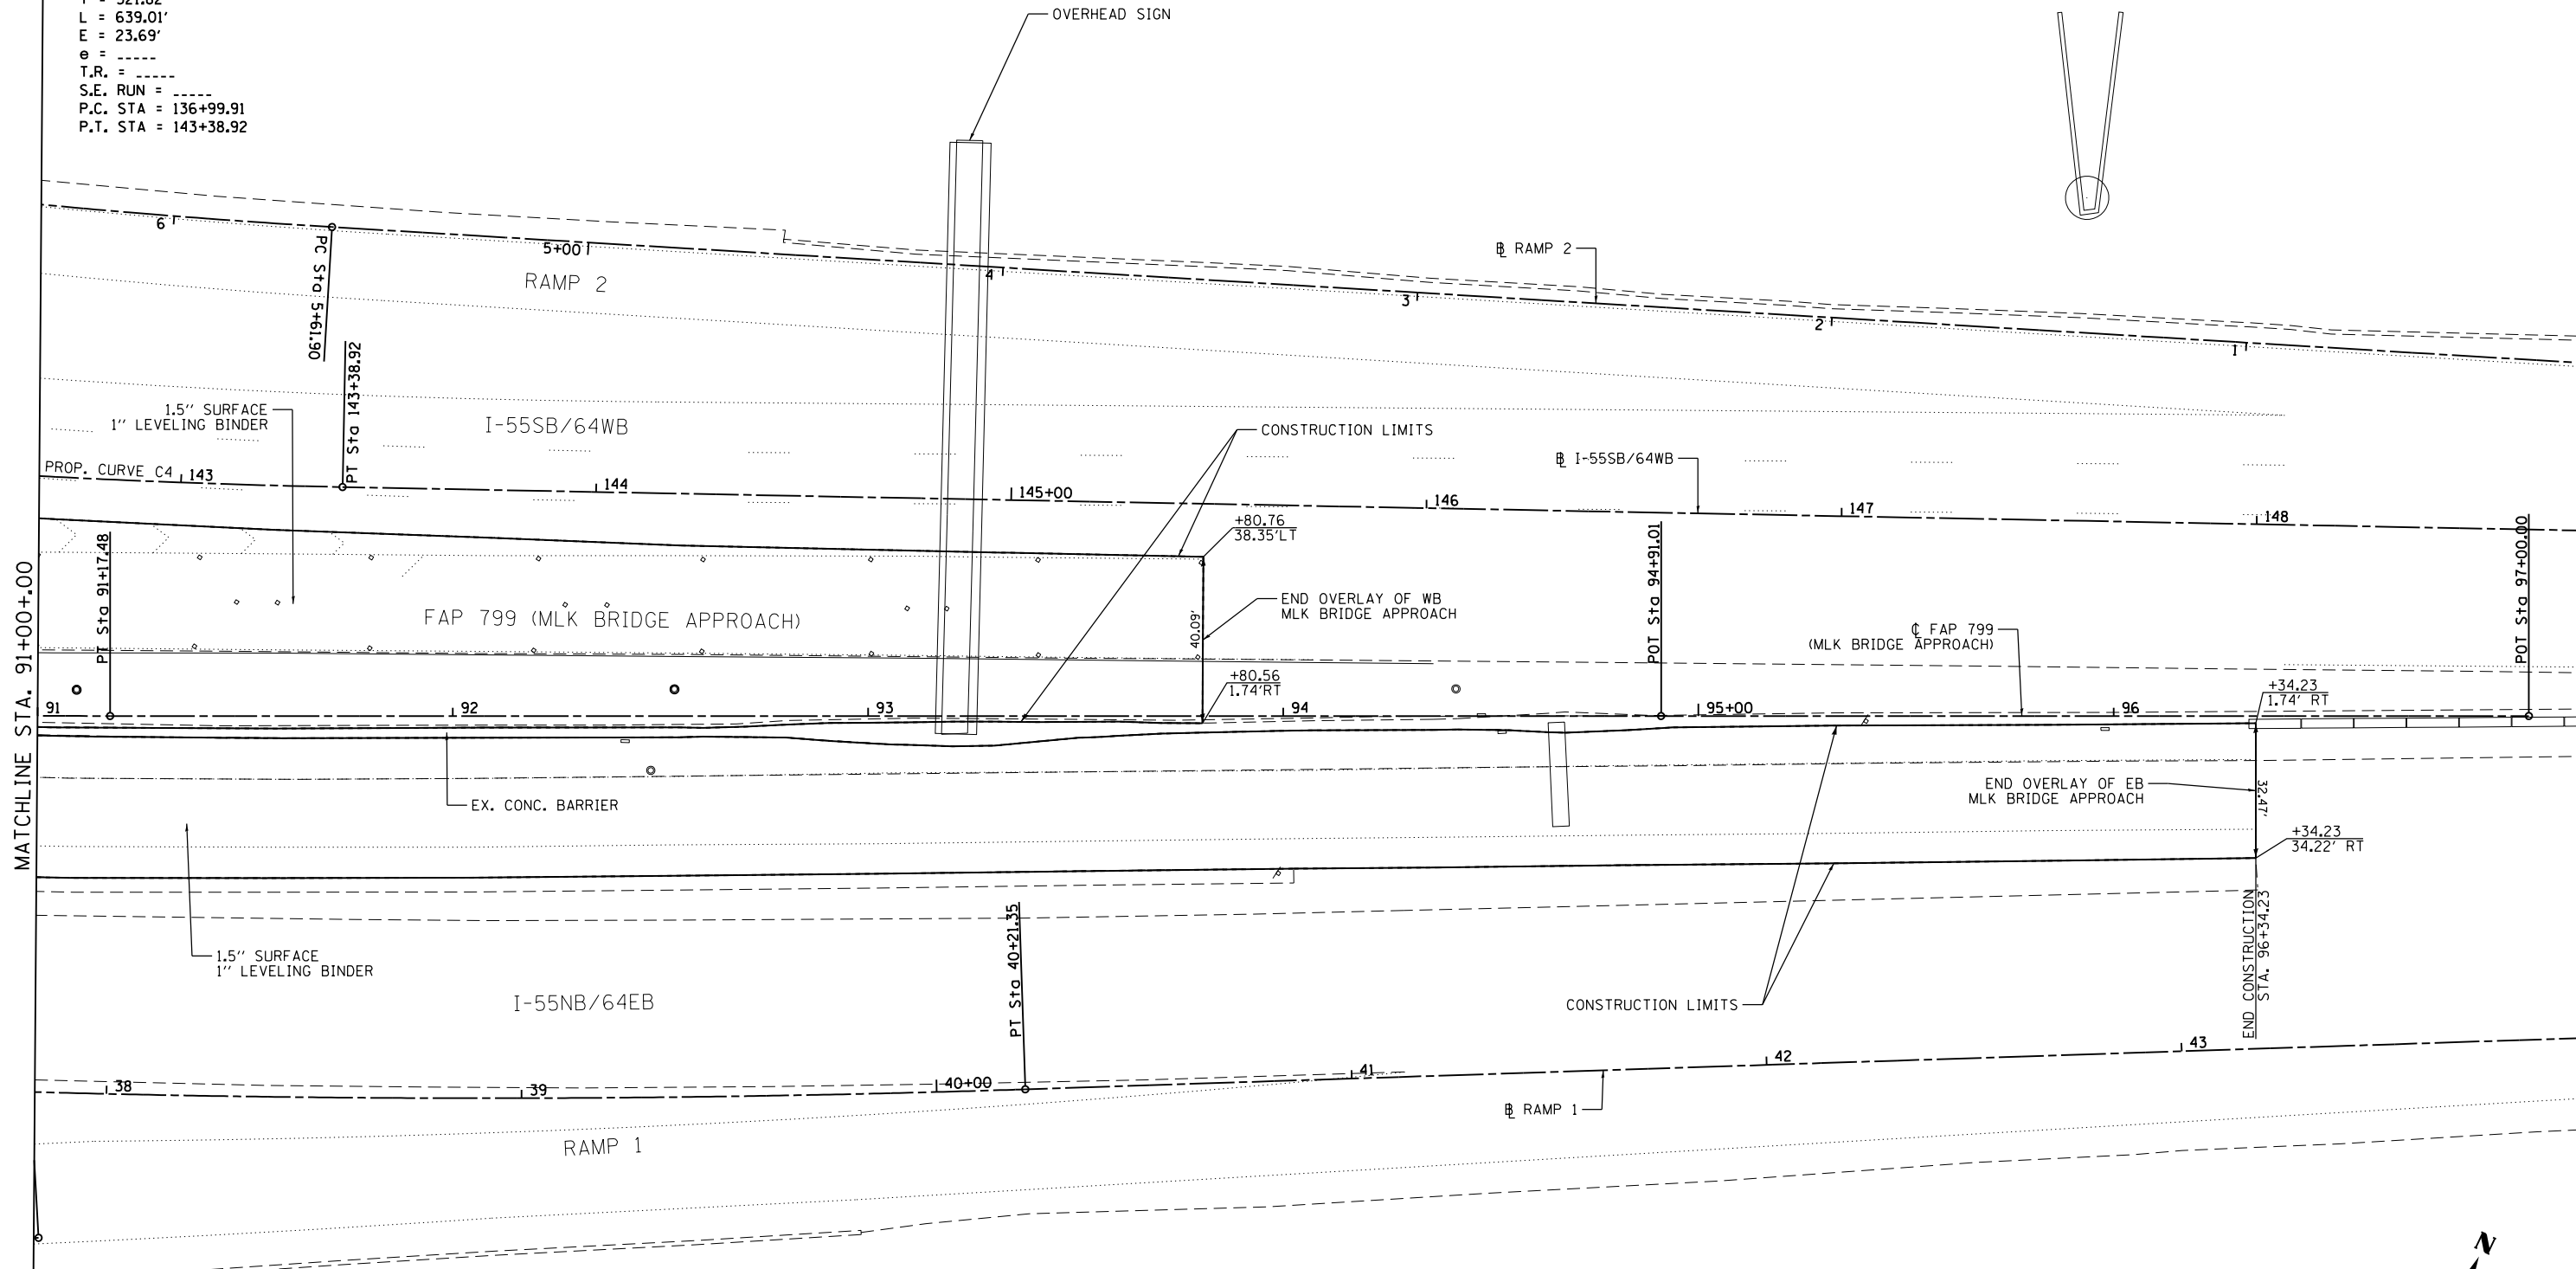 L = 639.01'
E = 23.69'
e = _____
T.R. = _____
S.E. RUN = _____
P.C. STA = 136+99.91
P.T. STA = 143+38.92
OVERHEAD SIGN
6
PC Sta 5+61.90
5+00
4
3
2
1
RAMP 2
℄ RAMP 2
PT Sta 143+38.92
1.5" SURFACE
1" LEVELING BINDER
I-55SB/64WB
CONSTRUCTION LIMITS
℄ I-55SB/64WB
PROP. CURVE C4
143
144
145+00
146
147
148
+80.76
38.35'LT
PT Sta 91+17.48
POT Sta 94+91.01
POT Sta 97+00.00
MATCHLINE STA. 91+00+.00
FAP 799 (MLK BRIDGE APPROACH)
40.09'
END OVERLAY OF WB
MLK BRIDGE APPROACH
℄ FAP 799
(MLK BRIDGE APPROACH)
+80.56
1.74'RT
+34.23
1.74' RT
91
92
93
94
95+00
96
EX. CONC. BARRIER
END OVERLAY OF EB
MLK BRIDGE APPROACH
32.47'
+34.23
34.22' RT
1.5" SURFACE
1" LEVELING BINDER
PT Sta 40+21.35
END CONSTRUCTION
STA. 96+34.23
I-55NB/64EB
CONSTRUCTION LIMITS
38
39
40+00
41
42
43
℄ RAMP 1
RAMP 1
N